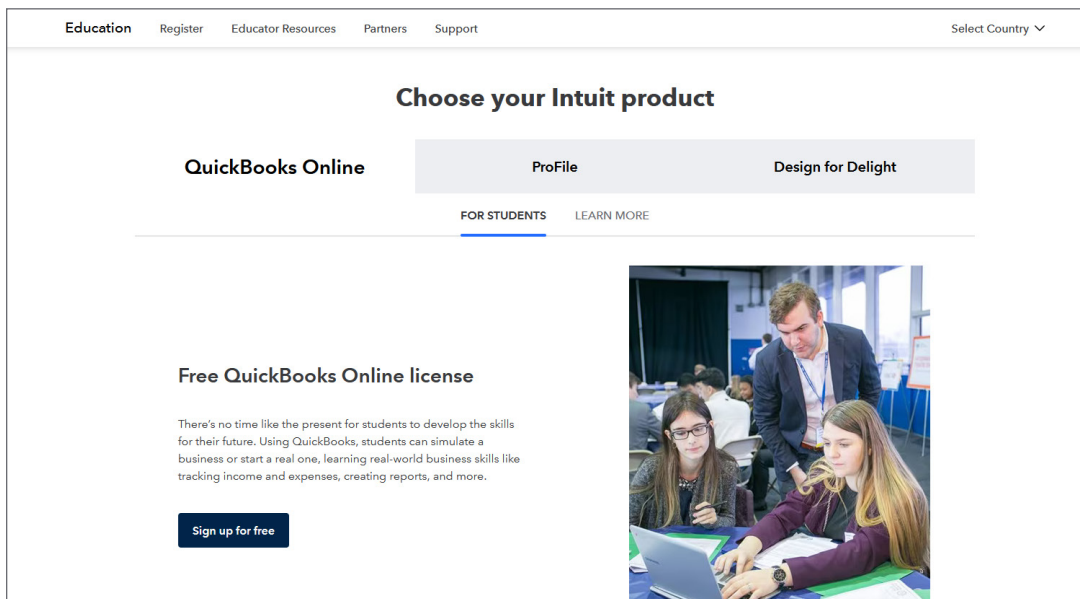 Education Register Educator Resources Partners Support Select Country
Choose your Intuit product
QuickBooks Online ProFile Design for Delight
FOR STUDENTS LEARN MORE
Free QuickBooks Online license
There's no time like the present for students to develop the skills
for their future. Using QuickBooks, students can simulate a
business or start a real one, learning real-world business skills like
tracking income and expenses, creating reports, and more.
Sign up for free